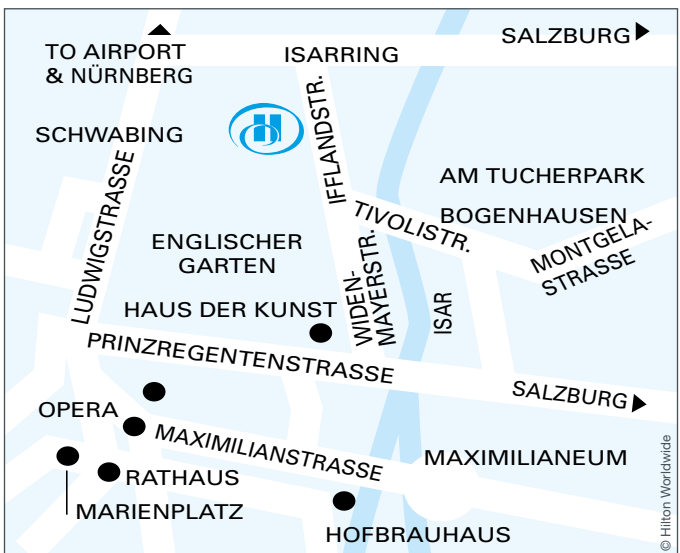 TO AIRPORT
& NÜRNBERG
ISARRING
SALZBURG
SCHWABING
H
IFFLANDSTR.
LUDWIGSTRASSE
AM TUCHERPARK
TIVOLISTR.
BOGENHAUSEN
MONTGELA-
STRASSE
ENGLISCHER
GARTEN
WIDEN-
MAYERSTR.
ISAR
HAUS DER KUNST
PRINZREGENTENSTRASSE
SALZBURG
OPERA
MAXIMILIANSTRASSE
MAXIMILIANEUM
RATHAUS
MARIENPLATZ
HOFBRAUHAUS
© Hilton Worldwide